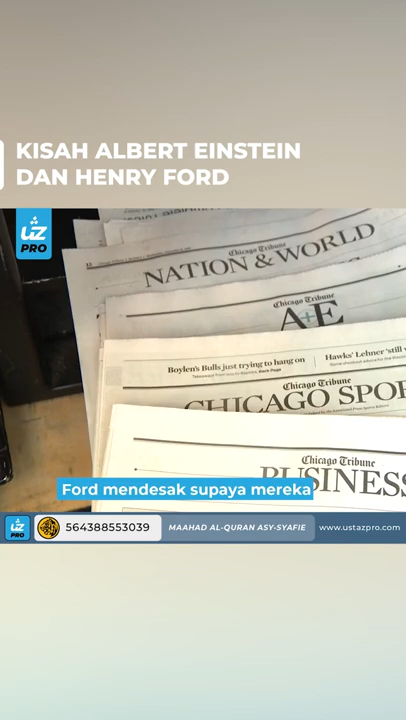 KISAH ALBERT EINSTEIN
DAN HENRY FORD
UZ
PRO
Chicago Tribune
NATION & WORLD
Chicago Tribune
A+E
Boylen's Bulls just trying to hang on
Hawks' Lehner 'still
Chicago Tribune
CHICAGO SPOR
Chicago Tribune
BUSINESS
Ford mendesak supaya mereka
UZ
PRO
564388553039
MAAHAD AL-QURAN ASY-SYAFIE
www.ustazpro.com